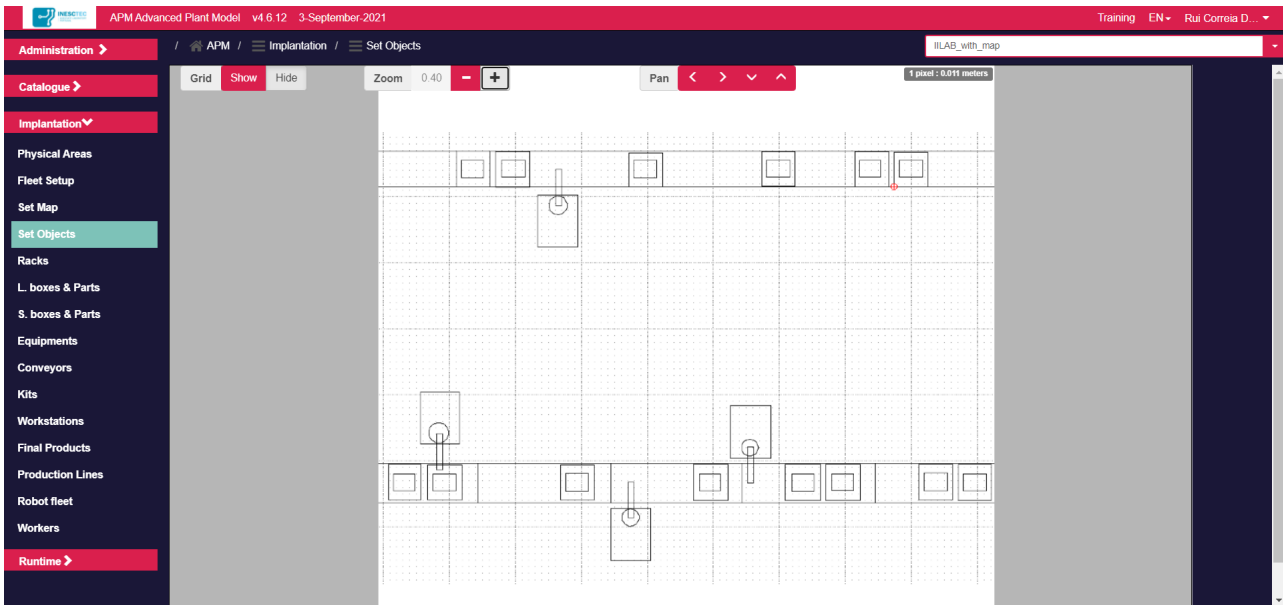 INESCTEC
APM Advanced Plant Model v4.6.12 3-September-2021
Training EN Rui Correia D...
Administration
/ APM / Implantation / Set Objects
IILAB_with_map
Grid Show Hide
Zoom 0.40 - +
Pan
1 pixel : 0.011 meters
Catalogue
Implantation
Physical Areas
Fleet Setup
Set Map
Set Objects
Racks
L. boxes & Parts
S. boxes & Parts
Equipments
Conveyors
Kits
Workstations
Final Products
Production Lines
Robot fleet
Workers
Runtime